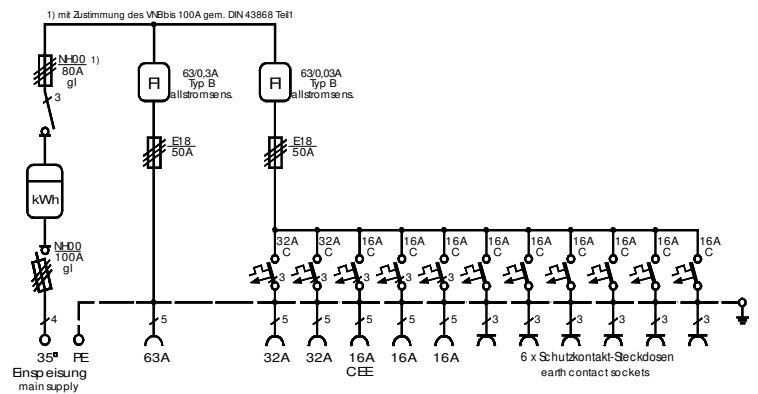 1) mit Zustimmung des VNBbis 100A gem. DIN 43868 Teil1
NH00 1)
80A
gl
3
63/0,3A
Typ B
allstromsens.
FI
63/0,03A
Typ B
allstromsens.
FI
E18
50A
E18
50A
kWh
NH00
100A
gl
32A
C
32A
C
16A
C
16A
C
16A
C
16A
C
16A
C
16A
C
16A
C
16A
C
16A
C
3
3
3
3
3
4
5
5
5
5
5
5
3
3
3
3
3
3
35²
PE
63A
32A
32A
16A
16A
16A
CEE
6 x Schutzkontakt-Steckdosen
earth contact sockets
Einspeisung
main supply